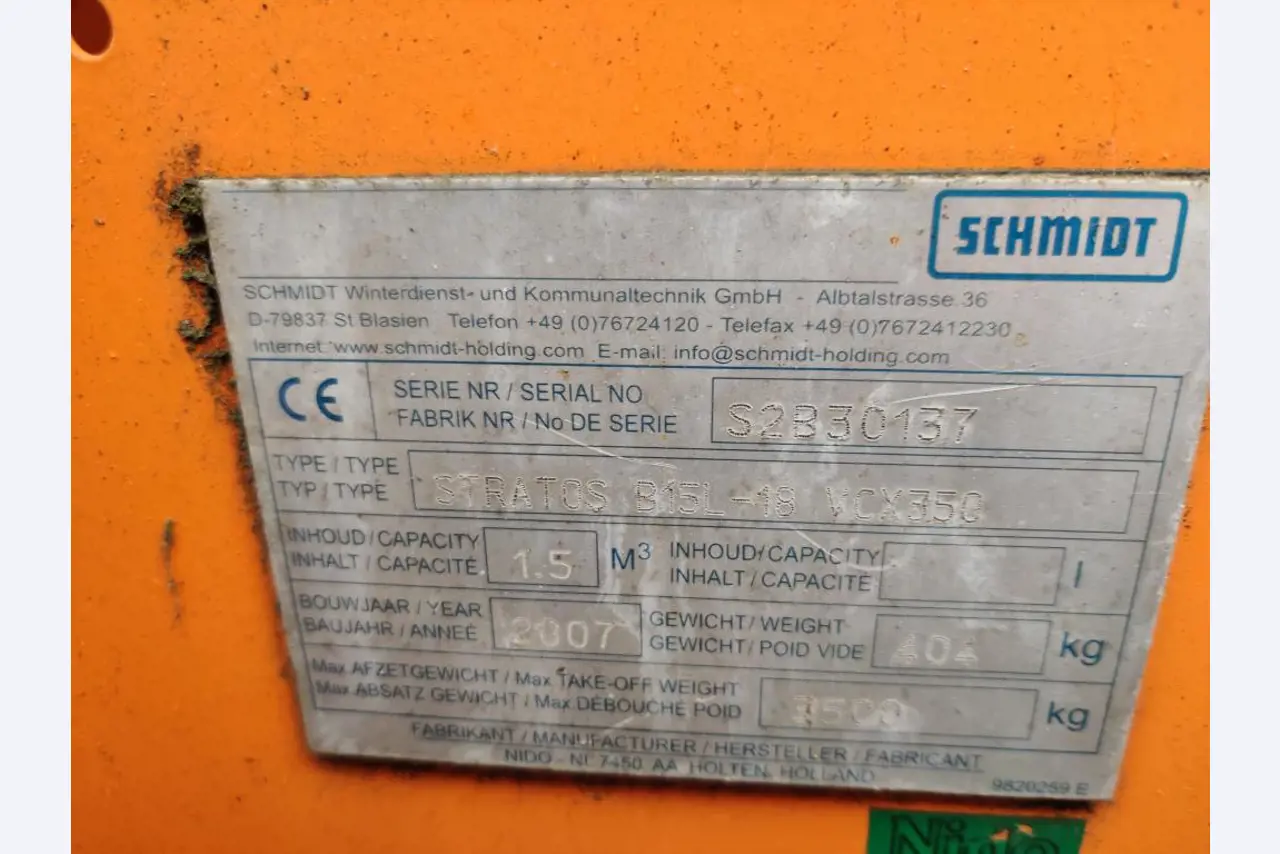 SCHMIDT
SCHMIDT Winterdienst- und Kommunaltechnik GmbH - Albtalstrasse 36
D-79837 St Blasien Telefon +49 (0)76724120 - Telefax +49 (0)7672412230
Internet: www.schmidt-holding.com E-mail: info@schmidt-holding.com
CE
SERIE NR / SERIAL NO
FABRIK NR / No DE SERIE
S2B30137
TYPE / TYPE
TYP / TYPE
STRATOS B15L-18 VCX350
INHOUD / CAPACITY
INHALT / CAPACITÉ
1.5 M³
INHOUD / CAPACITY
INHALT / CAPACITÉ
l
BOUWJAAR / YEAR
BAUJAHR / ANNEÉ
2007
GEWICHT / WEIGHT
GEWICHT / POID VIDE
404 kg
Max. AFZETGEWICHT / Max TAKE-OFF WEIGHT
Max ABSATZ GEWICHT / Max. DÉBOUCHÉ POID
kg
FABRIKANT / MANUFACTURER / HERSTELLER / FABRICANT
NIDO - NL 7450 AA HOLTEN, HOLLAND
9820259 E
Nido